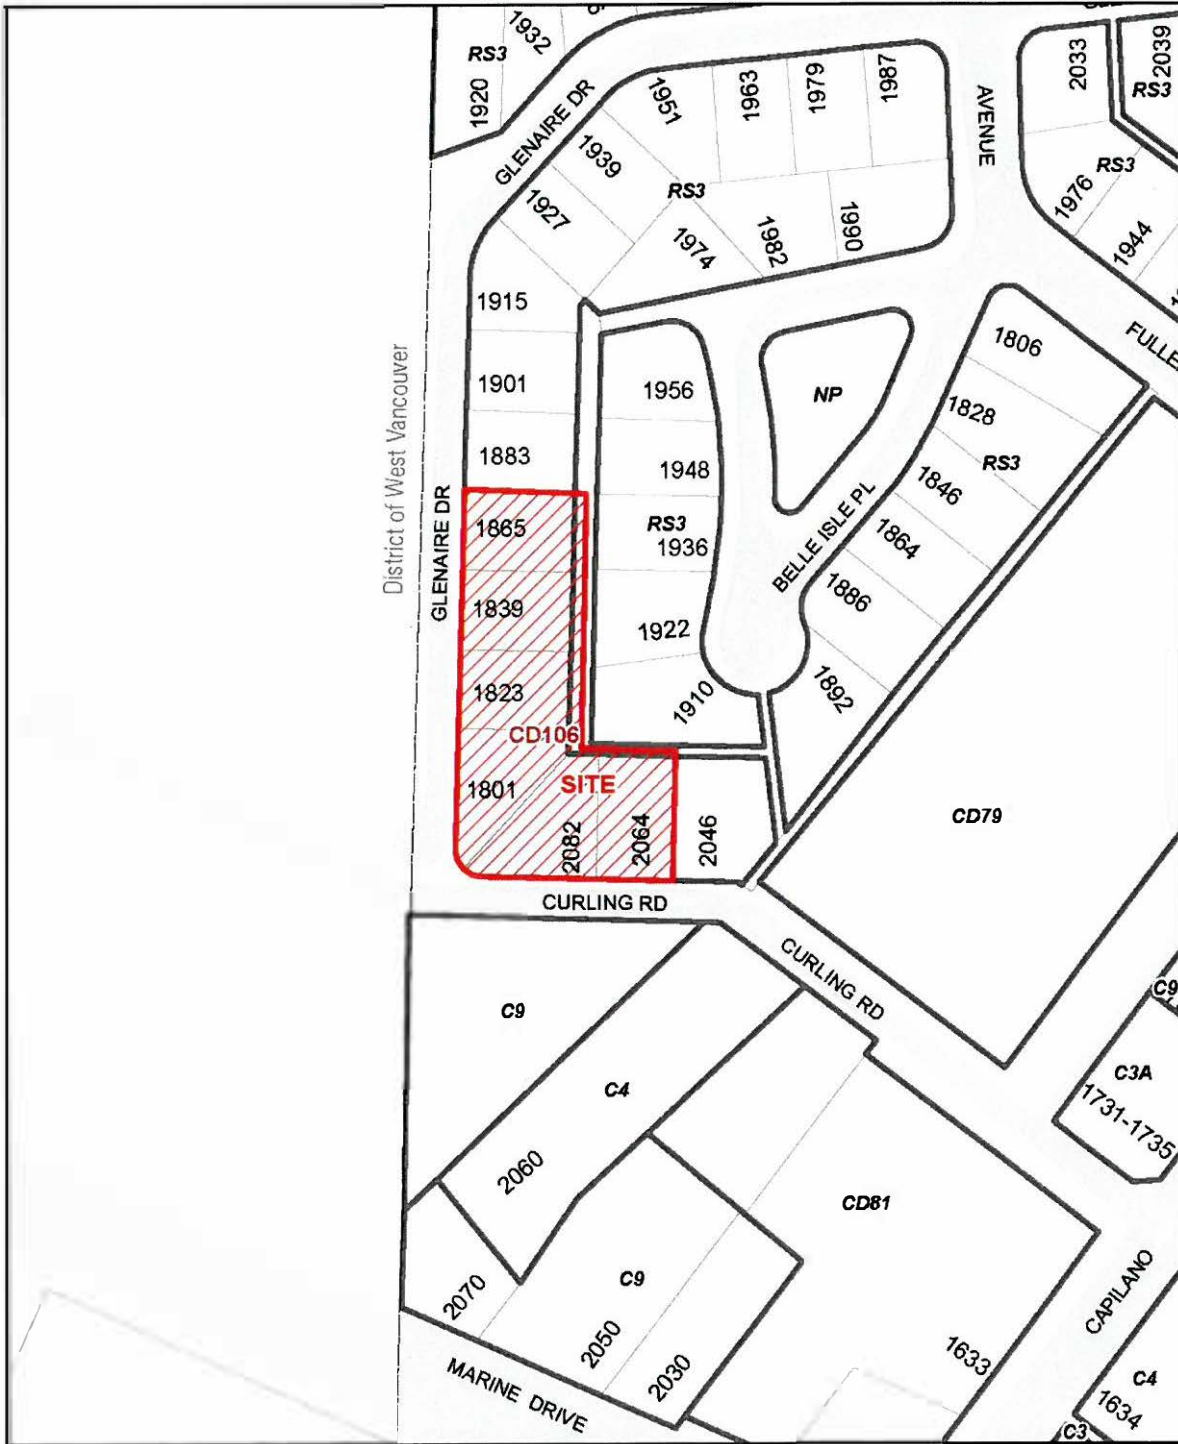 1932
RS3
1920
GLENAIRE DR
1951
1963
1979
1987
AVENUE
2033
2039
RS3
1939
1927
RS3
1974
1982
1990
RS3
1976
1944
1915
1901
1883
1956
1948
RS3
1936
1922
1910
NP
BELLE ISLE PL
1806
1828
RS3
1846
1864
1886
1892
District of West Vancouver
GLENAIRE DR
1865
1839
1823
CD106
SITE
1801
2082
2064
2046
CD79
CURLING RD
CURLING RD
C9
C4
2060
C9
C3A
1731-1735
CD81
2070
C9
2050
2030
1633
CAPILANO
C4
1634
C3
MARINE DRIVE